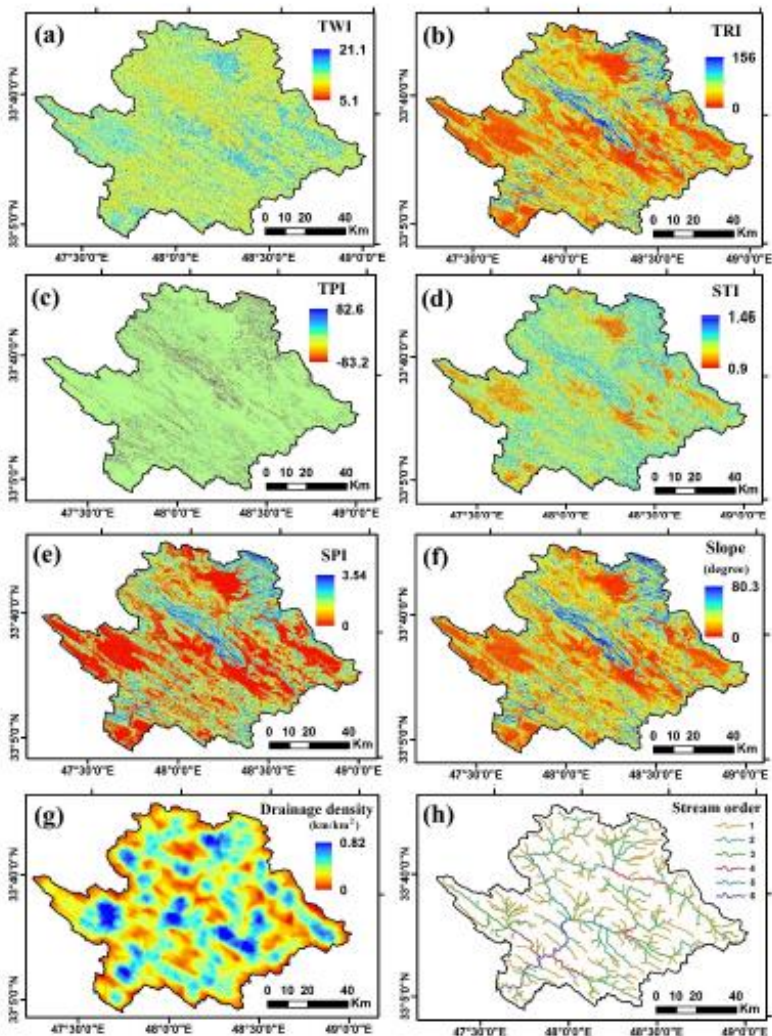 (a)
TWI
21.1
5.1
33°40'0"N
33°5'0"N
0 10 20 40
Km
47°30'0"E 48°0'0"E 48°30'0"E 49°0'0"E
(b)
TRI
156
0
33°40'0"N
33°5'0"N
0 10 20 40
Km
47°30'0"E 48°0'0"E 48°30'0"E 49°0'0"E
(c)
TPI
82.6
-63.2
33°40'0"N
33°5'0"N
0 10 20 40
Km
47°30'0"E 48°0'0"E 48°30'0"E 49°0'0"E
(d)
STI
1.46
0.9
33°40'0"N
33°5'0"N
0 10 20 40
Km
47°30'0"E 48°0'0"E 48°30'0"E 49°0'0"E
(e)
SPI
3.54
0
33°40'0"N
33°5'0"N
0 10 20 40
Km
47°30'0"E 48°0'0"E 48°30'0"E 49°0'0"E
(f)
Slope
(degree)
80.3
0
33°40'0"N
33°5'0"N
0 10 20 40
Km
47°30'0"E 48°0'0"E 48°30'0"E 49°0'0"E
(g)
Drainage density
(km/km²)
0.82
0
33°40'0"N
33°5'0"N
0 10 20 40
Km
47°30'0"E 48°0'0"E 48°30'0"E 49°0'0"E
(h)
Stream order
1
2
3
4
5
6
33°40'0"N
33°5'0"N
0 10 20 40
Km
47°30'0"E 48°0'0"E 48°30'0"E 49°0'0"E